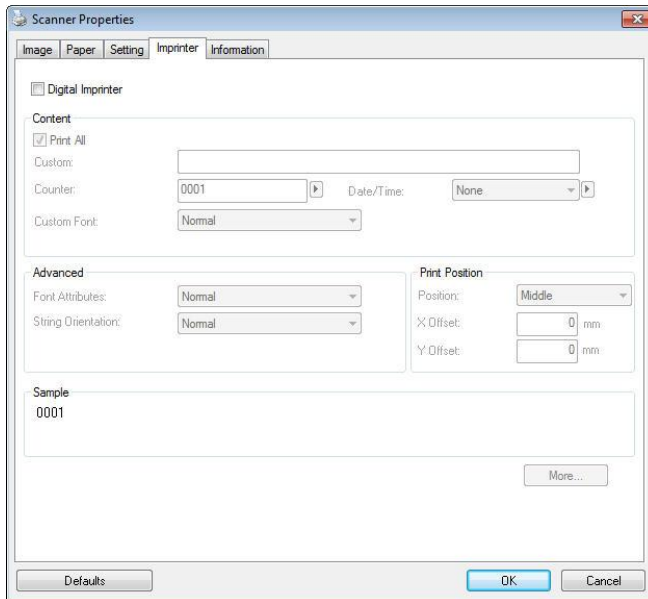 Scanner Properties
Image Paper Setting Imprinter Information
Digital Imprinter
Content
Print All
Custom:
Counter: 0001 Date/Time: None
Custom Font: Normal
Advanced
Font Attributes: Normal
String Orientation: Normal
Print Position
Position: Middle
X Offset: 0 mm
Y Offset: 0 mm
Sample
0001
More...
Defaults OK Cancel